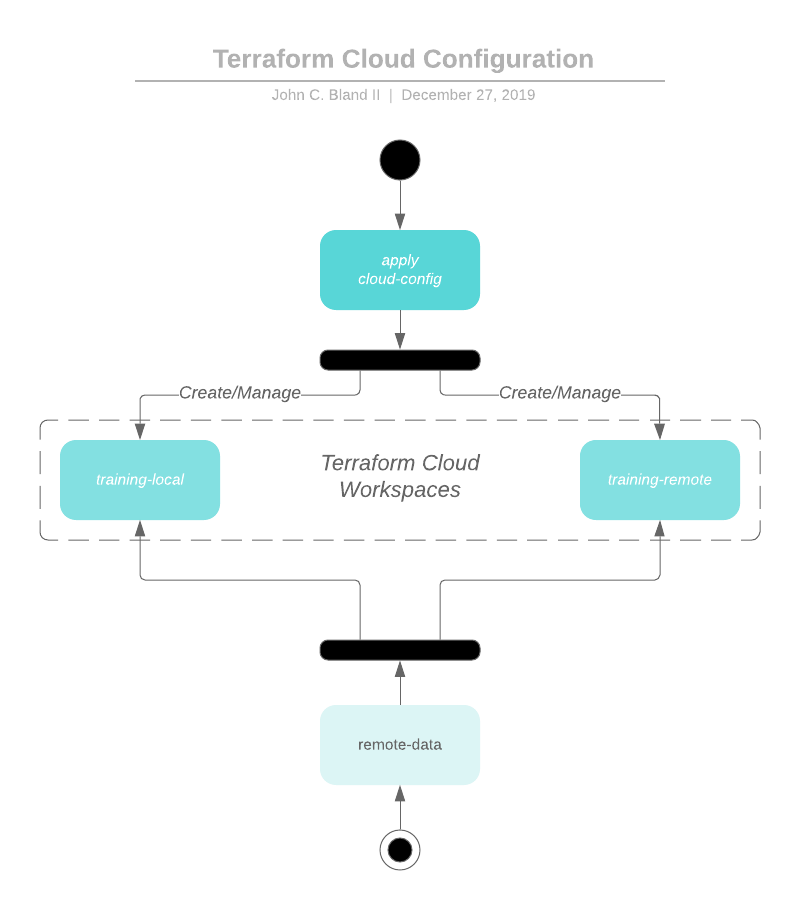 Terraform Cloud Configuration
John C. Bland II | December 27, 2019
apply
cloud-config
Create/Manage
Create/Manage
training-local
Terraform Cloud
Workspaces
training-remote
remote-data